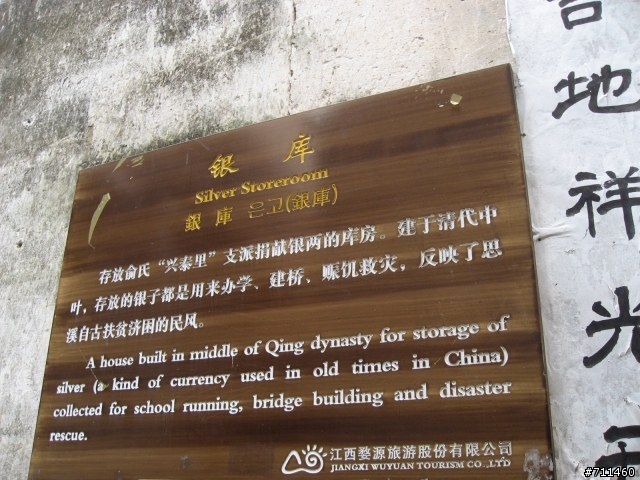 银 库
Silver Storeroom
銀 庫 은고(銀庫)
存放俞氏“兴泰里”支派捐献银两的库房。建于清代中
叶，存放的银子都是用来办学、建桥、赈饥救灾，反映了思
溪自古扶贫济困的民风。
A house built in middle of Qing dynasty for storage of
silver (a kind of currency used in old times in China)
collected for school running, bridge building and disaster
rescue.
江西婺源旅游股份有限公司
JIANGXI WUYUAN TOURISM CO.,LTD
地
祥
光
#711460